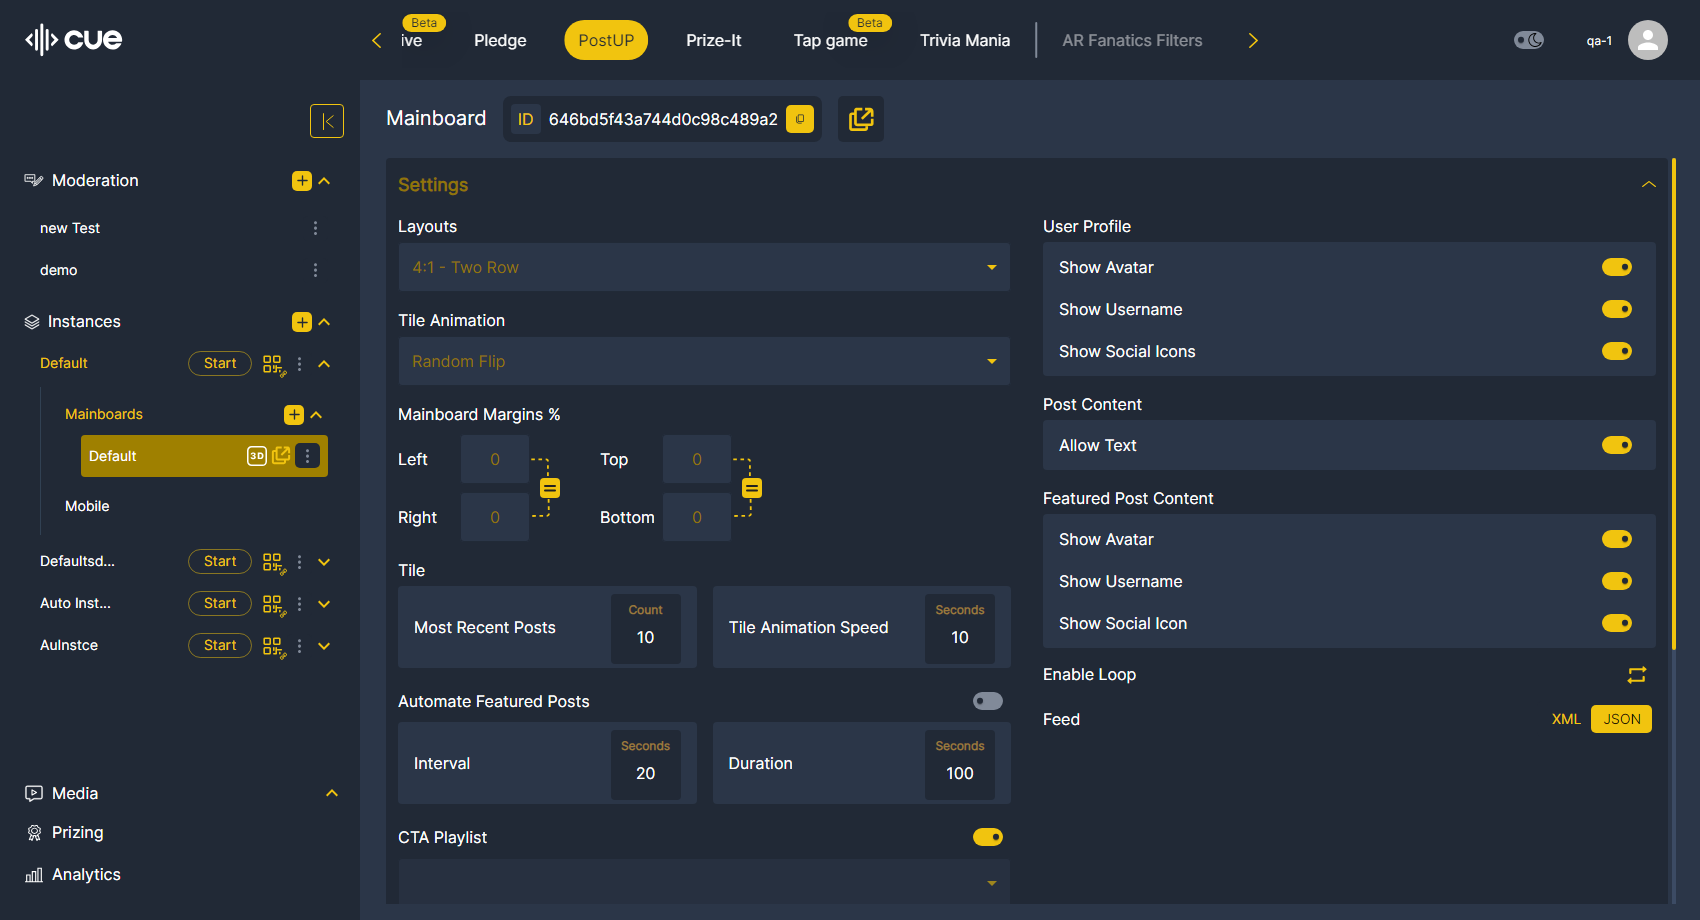 cue
Beta
ive
Pledge
PostUP
Prize-It
Beta
Tap game
Trivia Mania
AR Fanatics Filters
qa-1
Mainboard
ID
646bd5f43a744d0c98c489a2
Moderation
new Test
demo
Instances
Default
Start
Mainboards
Default
3D
Mobile
Defaultsd...
Start
Auto Inst...
Start
AuInstce
Start
Media
Prizing
Analytics
Settings
Layouts
4:1 - Two Row
Tile Animation
Random Flip
Mainboard Margins %
Left
0
Top
0
Right
0
Bottom
0
Tile
Most Recent Posts
Count
10
Tile Animation Speed
Seconds
10
Automate Featured Posts
Interval
Seconds
20
Duration
Seconds
100
CTA Playlist
User Profile
Show Avatar
Show Username
Show Social Icons
Post Content
Allow Text
Featured Post Content
Show Avatar
Show Username
Show Social Icon
Enable Loop
Feed
XML
JSON